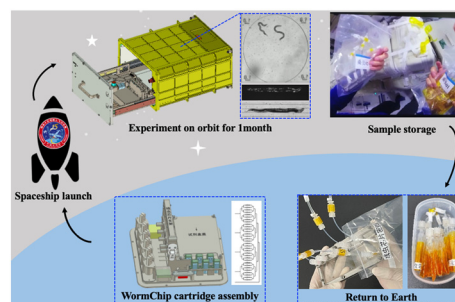 Experiment on orbit for 1month
Sample storage
Spaceship launch
WormChip cartridge assembly
Return to Earth